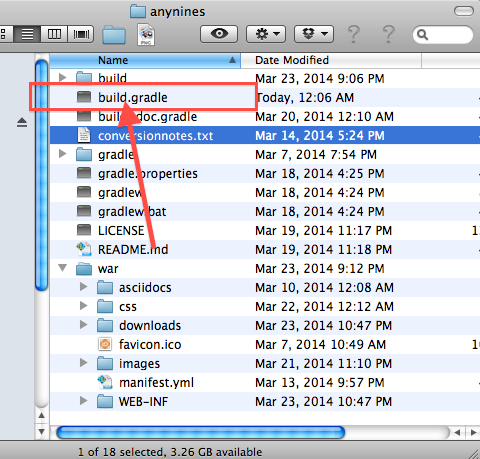 anynines
PNG
Name Date Modified
build Mar 23, 2014 9:06 PM
build.gradle Today, 12:06 AM
Mar 20, 2014 12:10 AM
conversionnotes.txt Mar 14, 2014 5:24 PM
gradle Mar 7, 2014 7:54 PM
gradle.properties Mar 18, 2014 4:25 PM
gradlew Mar 18, 2014 4:24 PM
gradlew.bat Mar 18, 2014 4:24 PM
LICENSE Mar 19, 2014 11:17 PM
README.md Mar 19, 2014 11:18 PM
war Mar 23, 2014 9:12 PM
asciidocs Mar 10, 2014 12:08 AM
css Mar 22, 2014 12:12 AM
downloads Mar 23, 2014 10:47 PM
favicon.ico Mar 7, 2014 10:49 AM
images Mar 21, 2014 11:10 PM
manifest.yml Mar 13, 2014 9:57 PM
WEB-INF Mar 23, 2014 10:47 PM
1 of 18 selected, 3.26 GB available